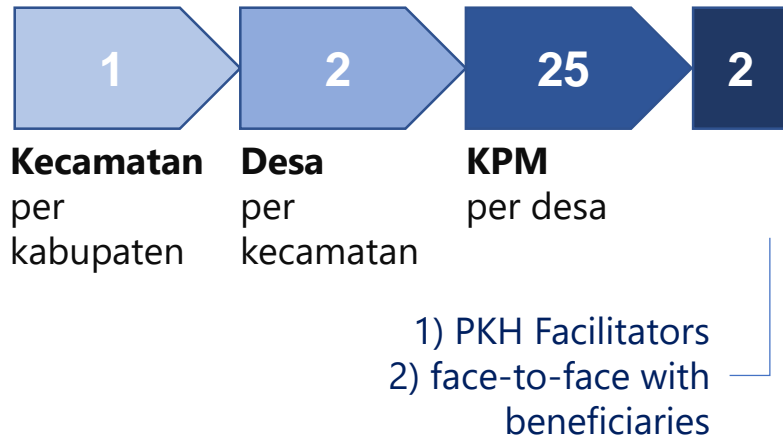 1
2
25
2
Kecamatan
per
kabupaten
Desa
per
kecamatan
KPM
per desa
1) PKH Facilitators
2) face-to-face with
beneficiaries